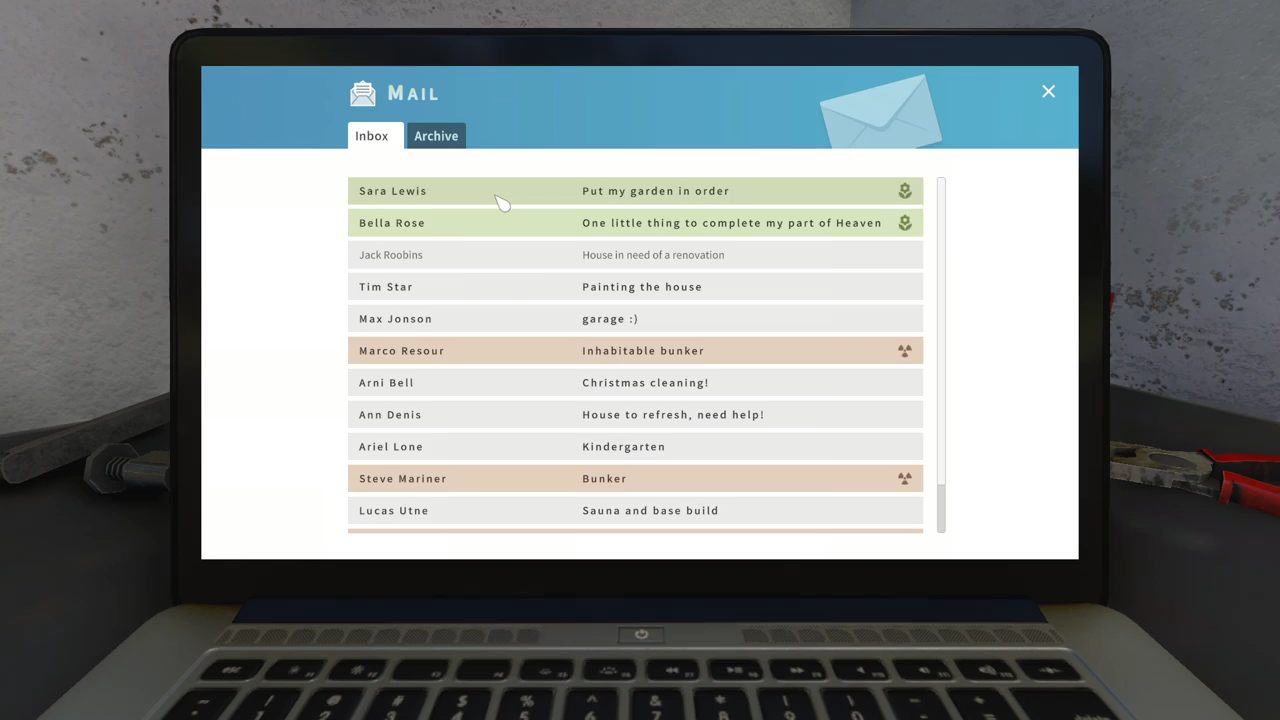 MAIL
Inbox
Archive
Sara Lewis Put my garden in order
Bella Rose One little thing to complete my part of Heaven
Jack Roobins House in need of a renovation
Tim Star Painting the house
Max Jonson garage :)
Marco Resour Inhabitable bunker
Arni Bell Christmas cleaning!
Ann Denis House to refresh, need help!
Ariel Lone Kindergarten
Steve Mariner Bunker
Lucas Utne Sauna and base build
esc